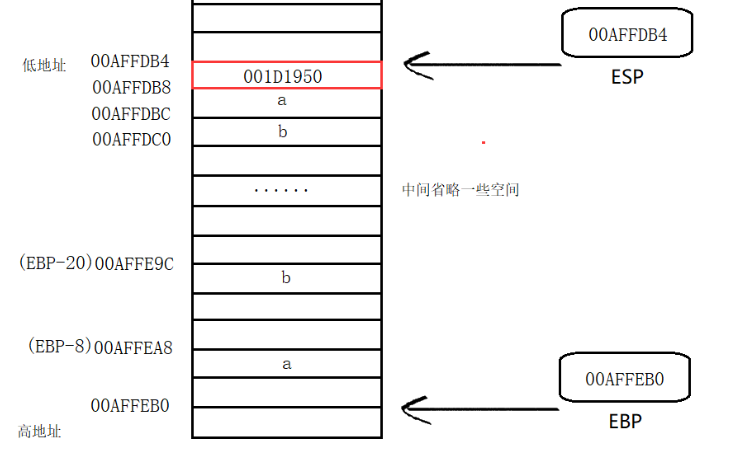 00AFFDB4
ESP
低地址 00AFFDB4
001D1950
00AFFDB8
a
00AFFDBC
b
00AFFDC0
······
中间省略一些空间
(EBP-20)00AFFE9C
b
(EBP-8)00AFFEA8
a
00AFFEB0
EBP
00AFFEB0
高地址